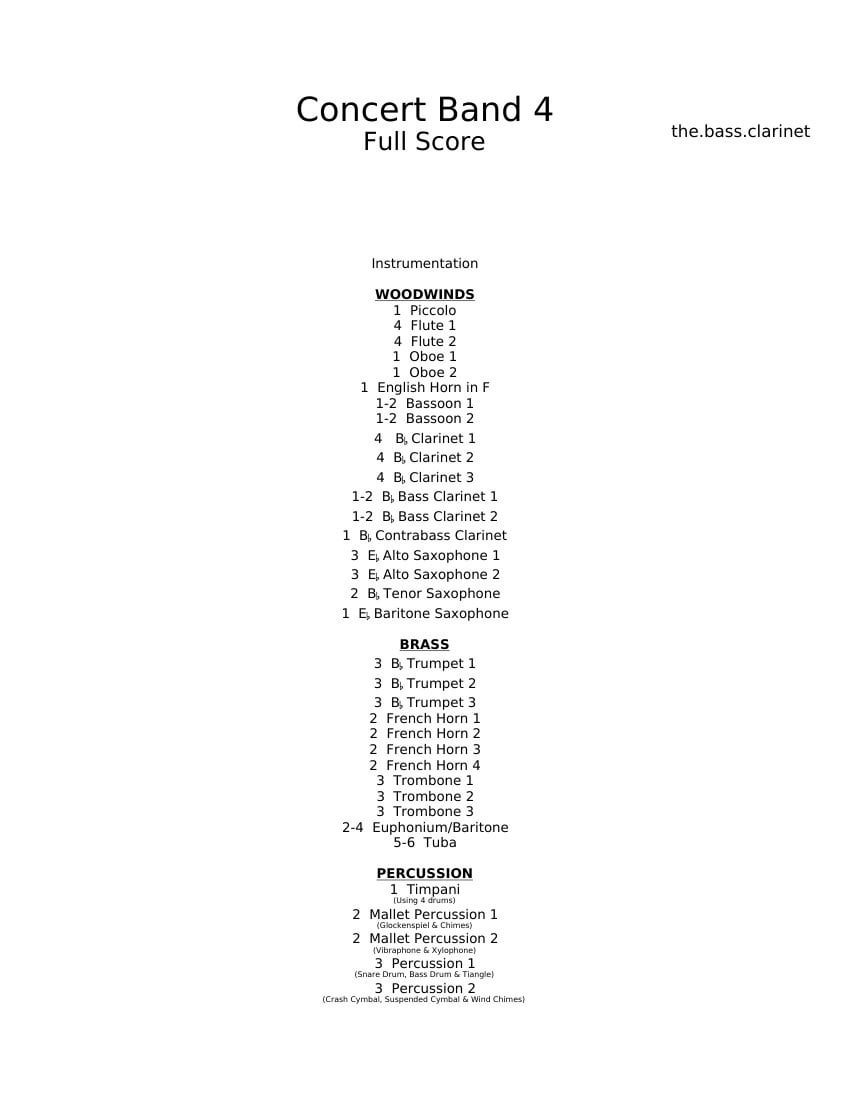 Concert Band 4
Full Score
the.bass.clarinet
Instrumentation
WOODWINDS
1 Piccolo
4 Flute 1
4 Flute 2
1 Oboe 1
1 Oboe 2
1 English Horn in F
1-2 Bassoon 1
1-2 Bassoon 2
4 B♭ Clarinet 1
4 B♭ Clarinet 2
4 B♭ Clarinet 3
1-2 B♭ Bass Clarinet 1
1-2 B♭ Bass Clarinet 2
1 B♭ Contrabass Clarinet
3 E♭ Alto Saxophone 1
3 E♭ Alto Saxophone 2
2 B♭ Tenor Saxophone
1 E♭ Baritone Saxophone
BRASS
3 B♭ Trumpet 1
3 B♭ Trumpet 2
3 B♭ Trumpet 3
2 French Horn 1
2 French Horn 2
2 French Horn 3
2 French Horn 4
3 Trombone 1
3 Trombone 2
3 Trombone 3
2-4 Euphonium/Baritone
5-6 Tuba
PERCUSSION
1 Timpani
(Using 4 drums)
2 Mallet Percussion 1
(Glockenspiel & Chimes)
2 Mallet Percussion 2
(Vibraphone & Xylophone)
3 Percussion 1
(Snare Drum, Bass Drum & Tiangle)
3 Percussion 2
(Crash Cymbal, Suspended Cymbal & Wind Chimes)